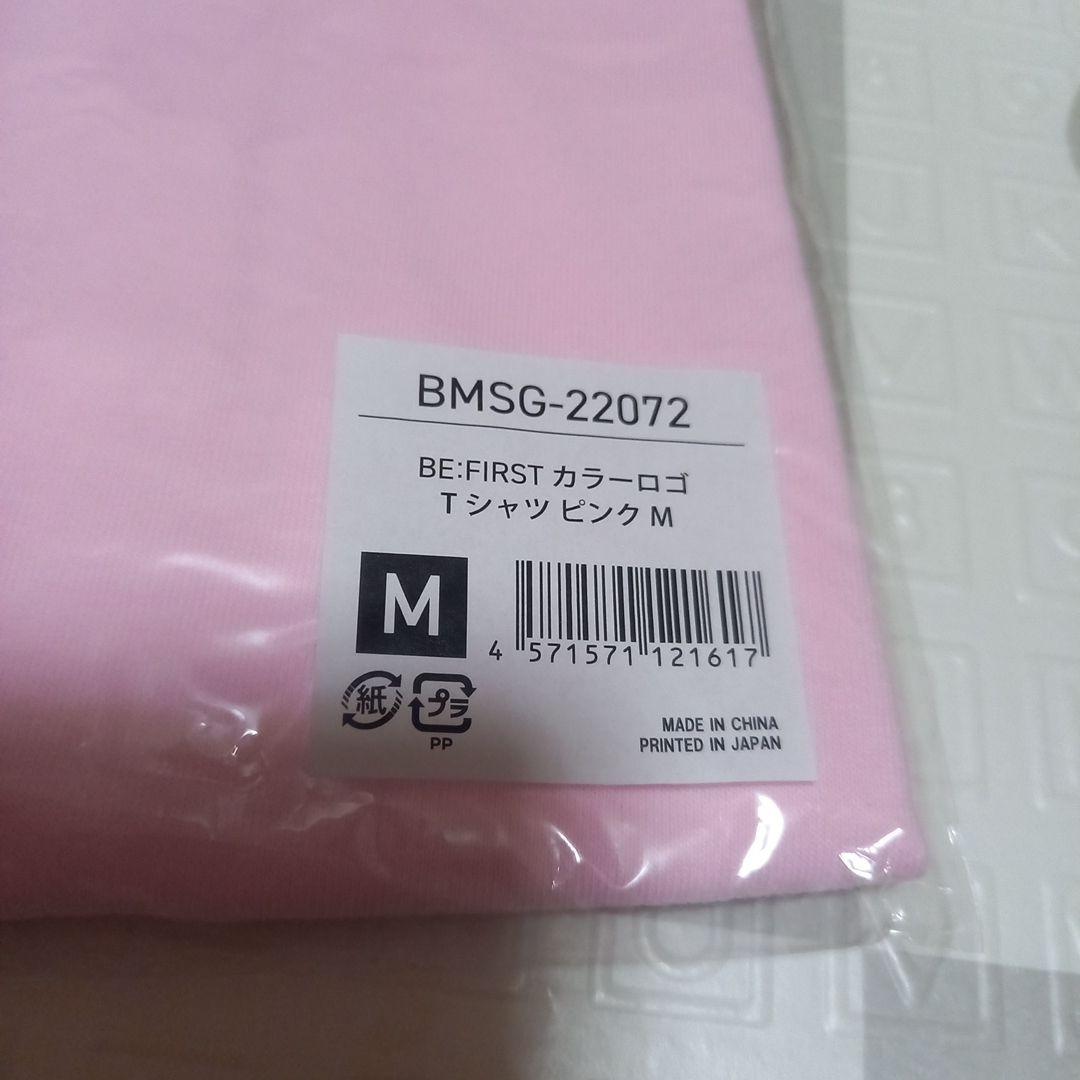 BMSG-22072
BE:FIRST カラーロゴ
Tシャツ ピンク M
M
4 571571 121617
紙 プラ
PP
MADE IN CHINA
PRINTED IN JAPAN